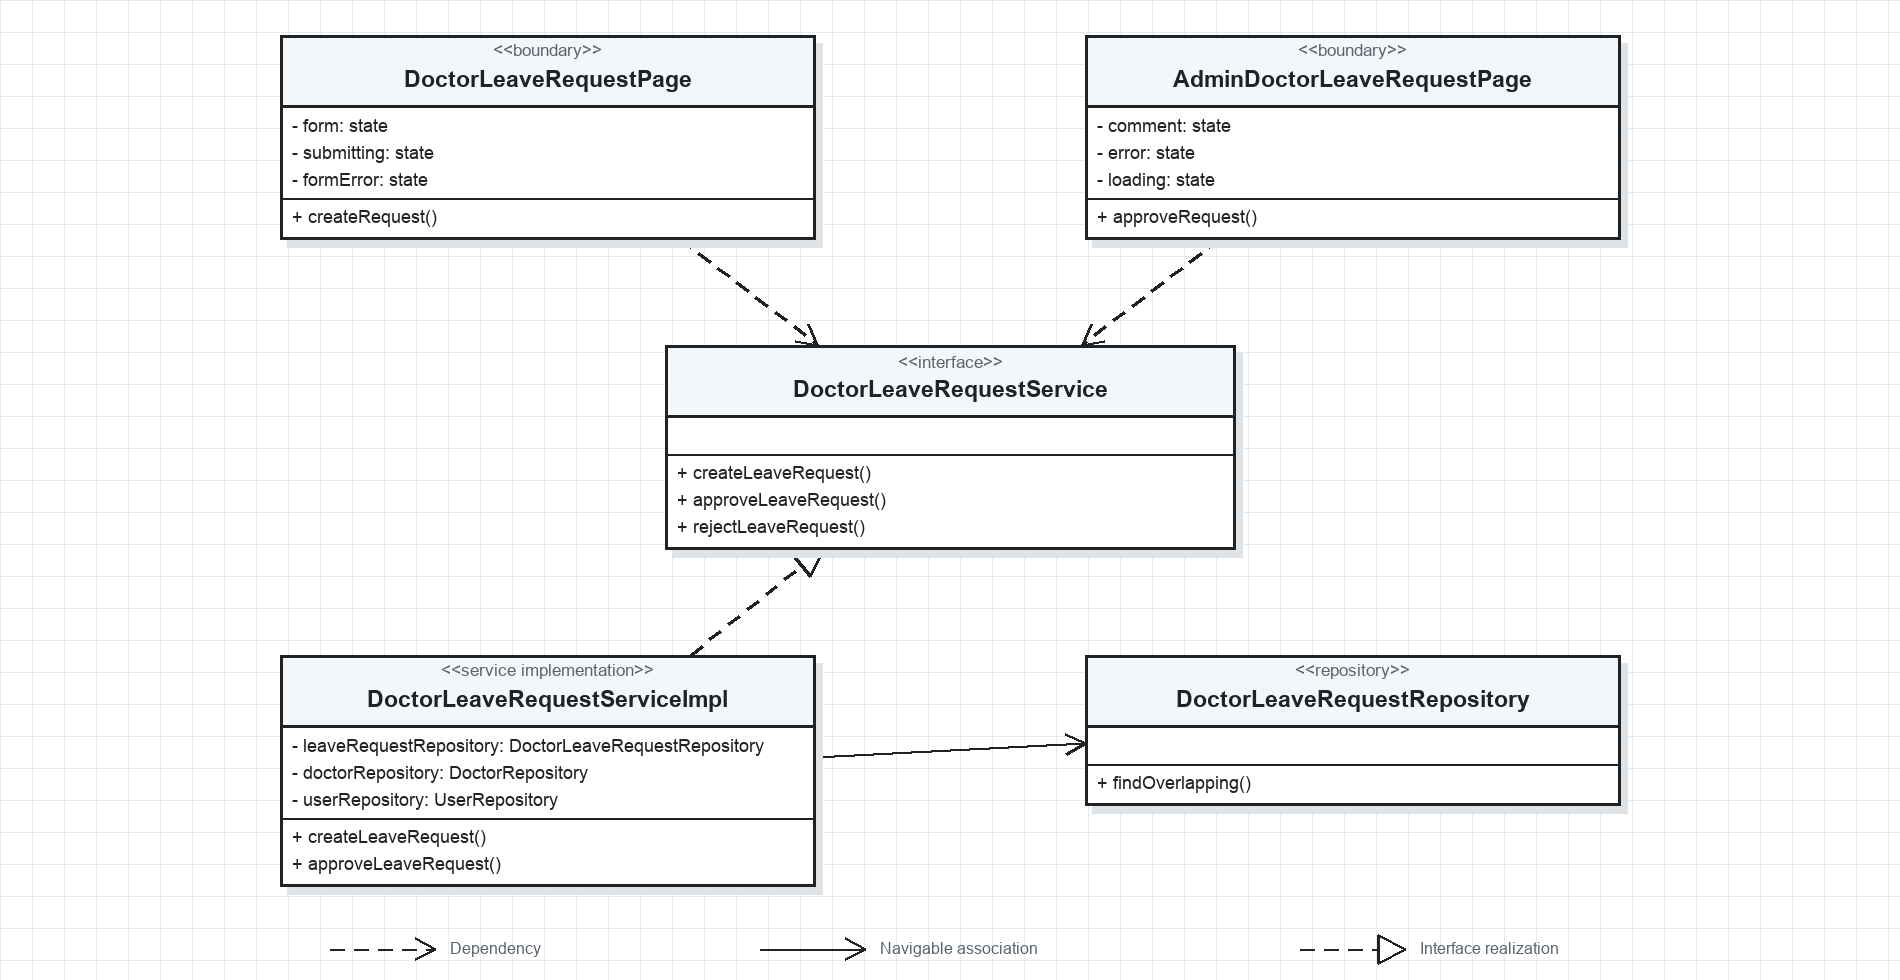 <<boundary>>
DoctorLeaveRequestPage
- form: state
- submitting: state
- formError: state
+ createRequest()
<<boundary>>
AdminDoctorLeaveRequestPage
- comment: state
- error: state
- loading: state
+ approveRequest()
<<interface>>
DoctorLeaveRequestService
+ createLeaveRequest()
+ approveLeaveRequest()
+ rejectLeaveRequest()
<<service implementation>>
DoctorLeaveRequestServiceImpl
- leaveRequestRepository: DoctorLeaveRequestRepository
- doctorRepository: DoctorRepository
- userRepository: UserRepository
+ createLeaveRequest()
+ approveLeaveRequest()
<<repository>>
DoctorLeaveRequestRepository
+ findOverlapping()
Dependency
Navigable association
Interface realization